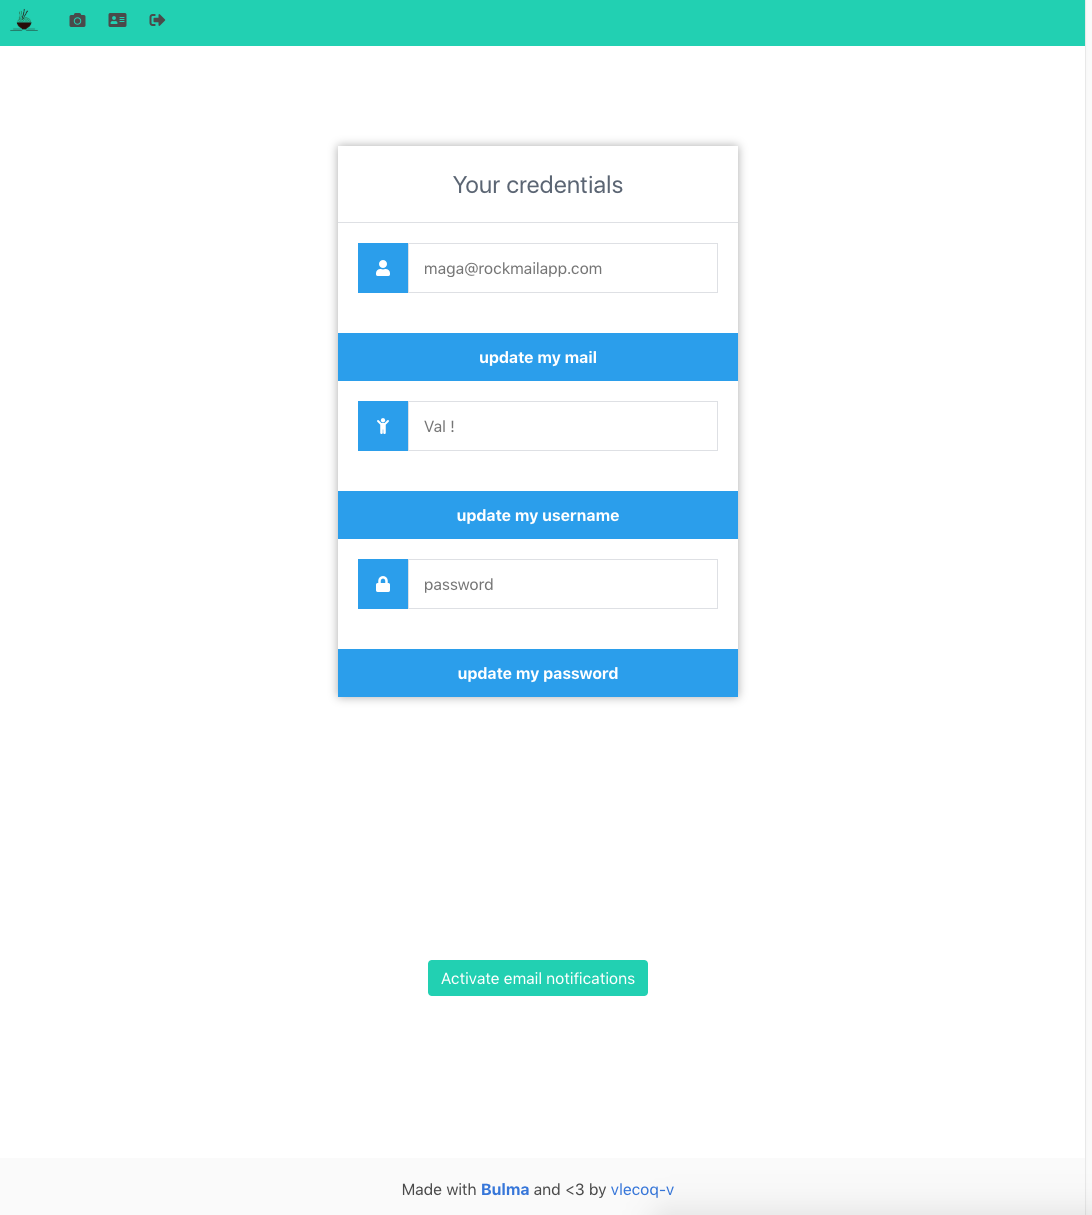 Your credentials
maga@rockmailapp.com
update my mail
Val !
update my username
password
update my password
Activate email notifications
Made with Bulma and <3 by vlecoq-v